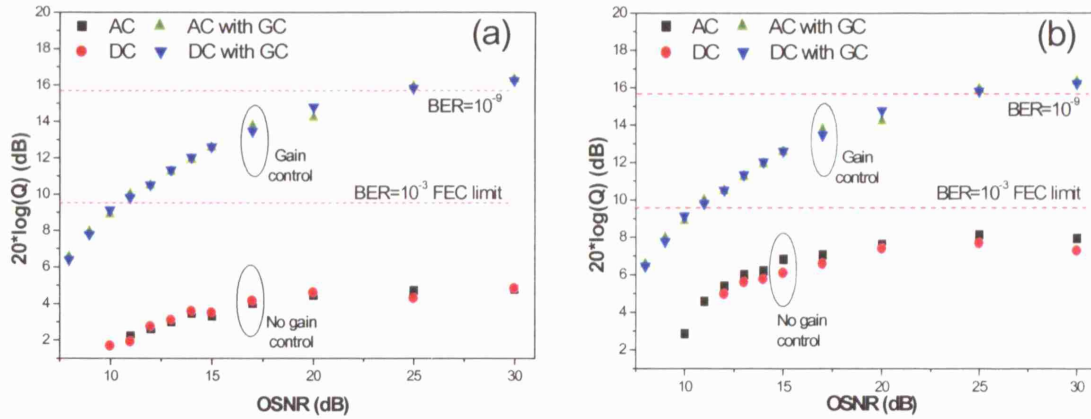 20
18
16
14
12
10
8
6
4
2
20*log(Q) (dB)
AC
AC with GC
DC
DC with GC
(a)
BER=10⁻⁹
Gain
control
BER=10⁻³ FEC limit
No gain
control
10
15
20
25
30
OSNR (dB)
20
18
16
14
12
10
8
6
4
2
20*log(Q) (dB)
AC
AC with GC
DC
DC with GC
(b)
BER=10⁻⁹
Gain
control
BER=10⁻³ FEC limit
No gain
control
10
15
20
25
30
OSNR (dB)